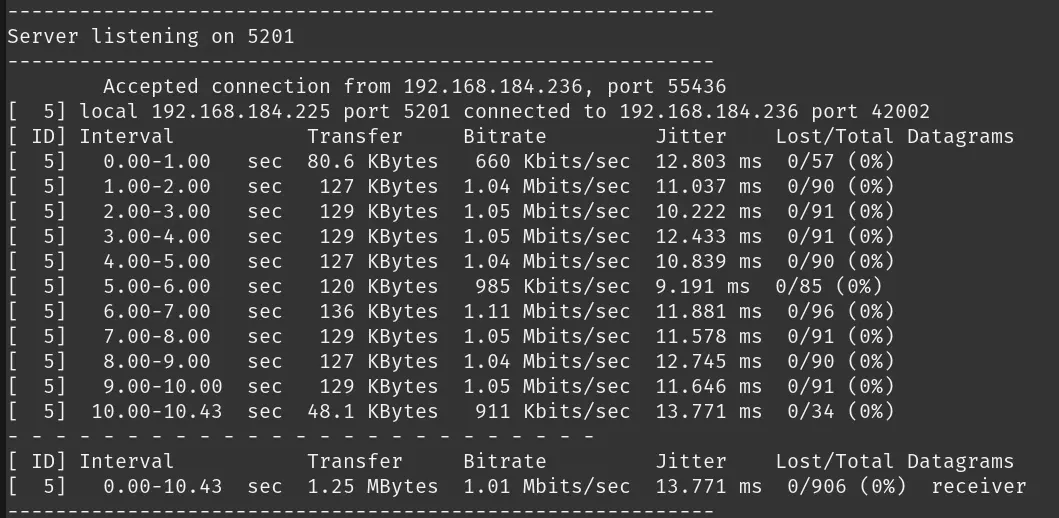 -----------------------------------------------------------
Server listening on 5201
-----------------------------------------------------------
Accepted connection from 192.168.184.236, port 55436
[  5] local 192.168.184.225 port 5201 connected to 192.168.184.236 port 42002
[ ID] Interval           Transfer     Bitrate         Jitter    Lost/Total Datagrams
[  5]   0.00-1.00   sec  80.6 KBytes   660 Kbits/sec  12.803 ms  0/57 (0%)
[  5]   1.00-2.00   sec   127 KBytes  1.04 Mbits/sec  11.037 ms  0/90 (0%)
[  5]   2.00-3.00   sec   129 KBytes  1.05 Mbits/sec  10.222 ms  0/91 (0%)
[  5]   3.00-4.00   sec   129 KBytes  1.05 Mbits/sec  12.433 ms  0/91 (0%)
[  5]   4.00-5.00   sec   127 KBytes  1.04 Mbits/sec  10.839 ms  0/90 (0%)
[  5]   5.00-6.00   sec   120 KBytes   985 Kbits/sec  9.191 ms  0/85 (0%)
[  5]   6.00-7.00   sec   136 KBytes  1.11 Mbits/sec  11.881 ms  0/96 (0%)
[  5]   7.00-8.00   sec   129 KBytes  1.05 Mbits/sec  11.578 ms  0/91 (0%)
[  5]   8.00-9.00   sec   127 KBytes  1.04 Mbits/sec  12.745 ms  0/90 (0%)
[  5]   9.00-10.00  sec   129 KBytes  1.05 Mbits/sec  11.646 ms  0/91 (0%)
[  5]  10.00-10.43  sec  48.1 KBytes   911 Kbits/sec  13.771 ms  0/34 (0%)
- - - - - - - - - - - - - - - - - - - - - - - - -
[ ID] Interval           Transfer     Bitrate         Jitter    Lost/Total Datagrams
[  5]   0.00-10.43  sec  1.25 MBytes  1.01 Mbits/sec  13.771 ms  0/906 (0%)  receiver
-----------------------------------------------------------